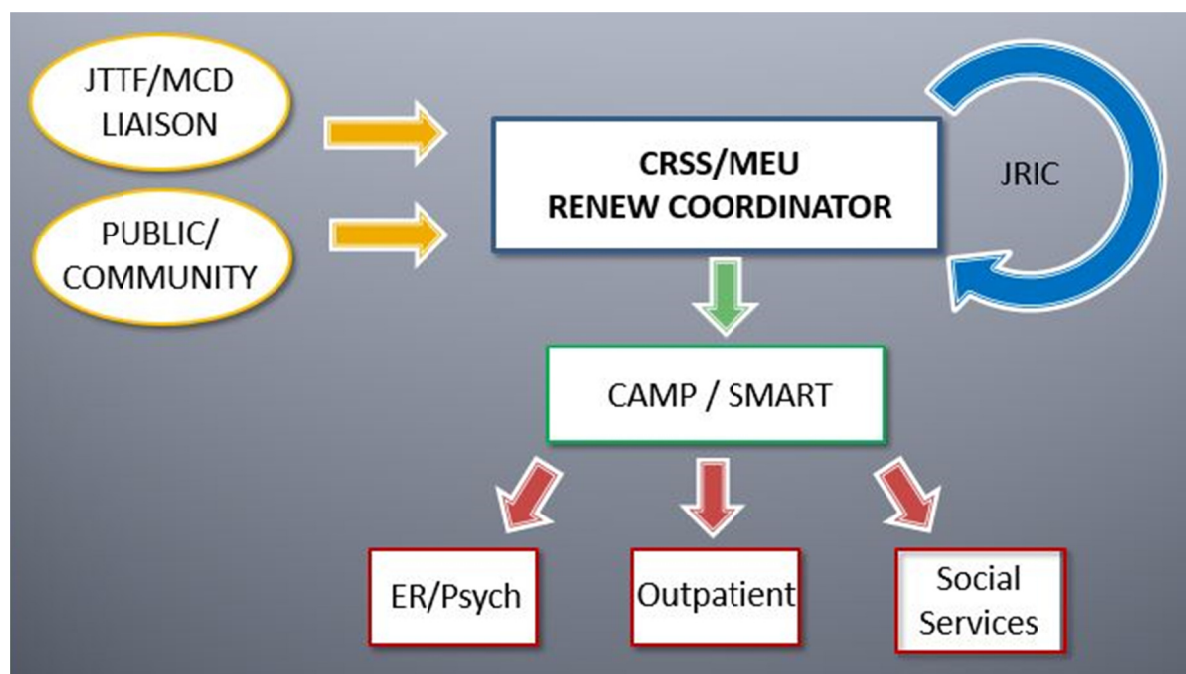 JTTF/MCD
LIAISON
PUBLIC/
COMMUNITY
CRSS/MEU
RENEW COORDINATOR
JRIC
CAMP / SMART
ER/Psych
Outpatient
Social
Services